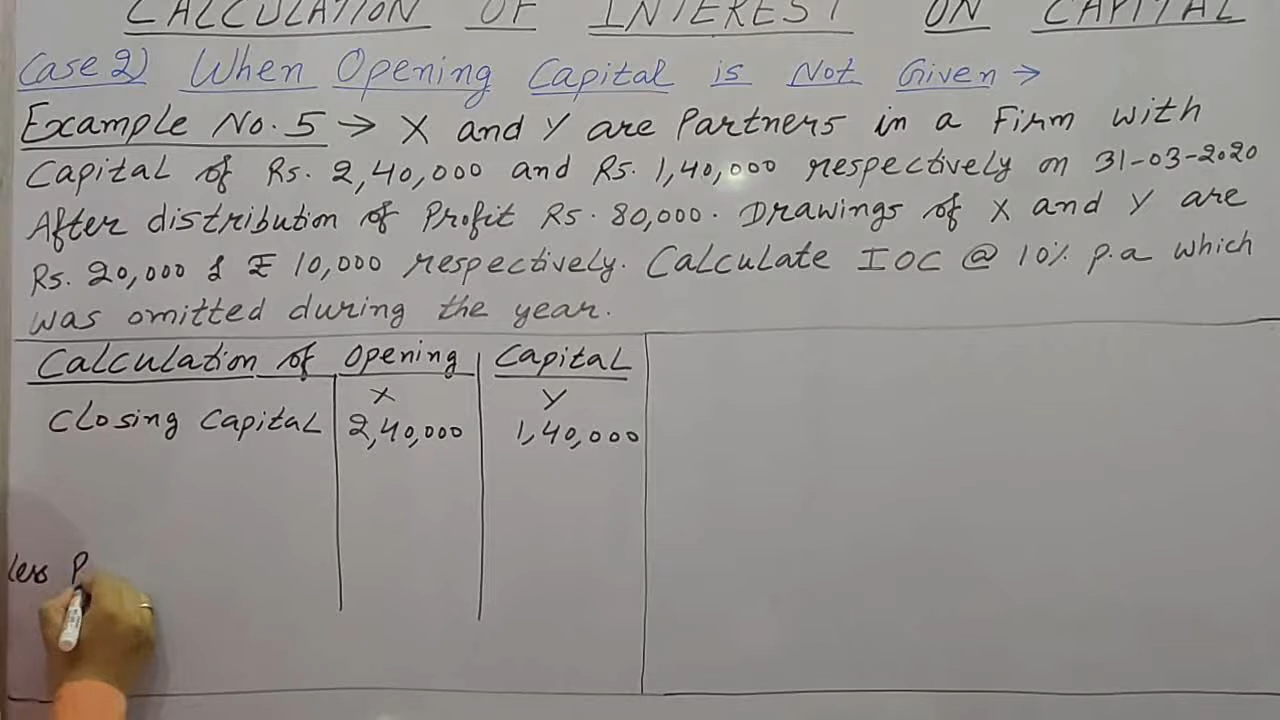 CALCULATION OF INTEREST ON CAPITAL
Case 2) When Opening Capital is Not Given →
Example No. 5 → X and Y are Partners in a Firm with
Capital of Rs. 2,40,000 and Rs. 1,40,000 respectively on 31-03-2020
After distribution of Profit Rs. 80,000. Drawings of X and Y are
Rs. 20,000 & ₹ 10,000 respectively. Calculate IOC @ 10% p.a which
was omitted during the year.
Calculation of Opening Capital
X Y
Closing Capital 2,40,000 1,40,000
less P